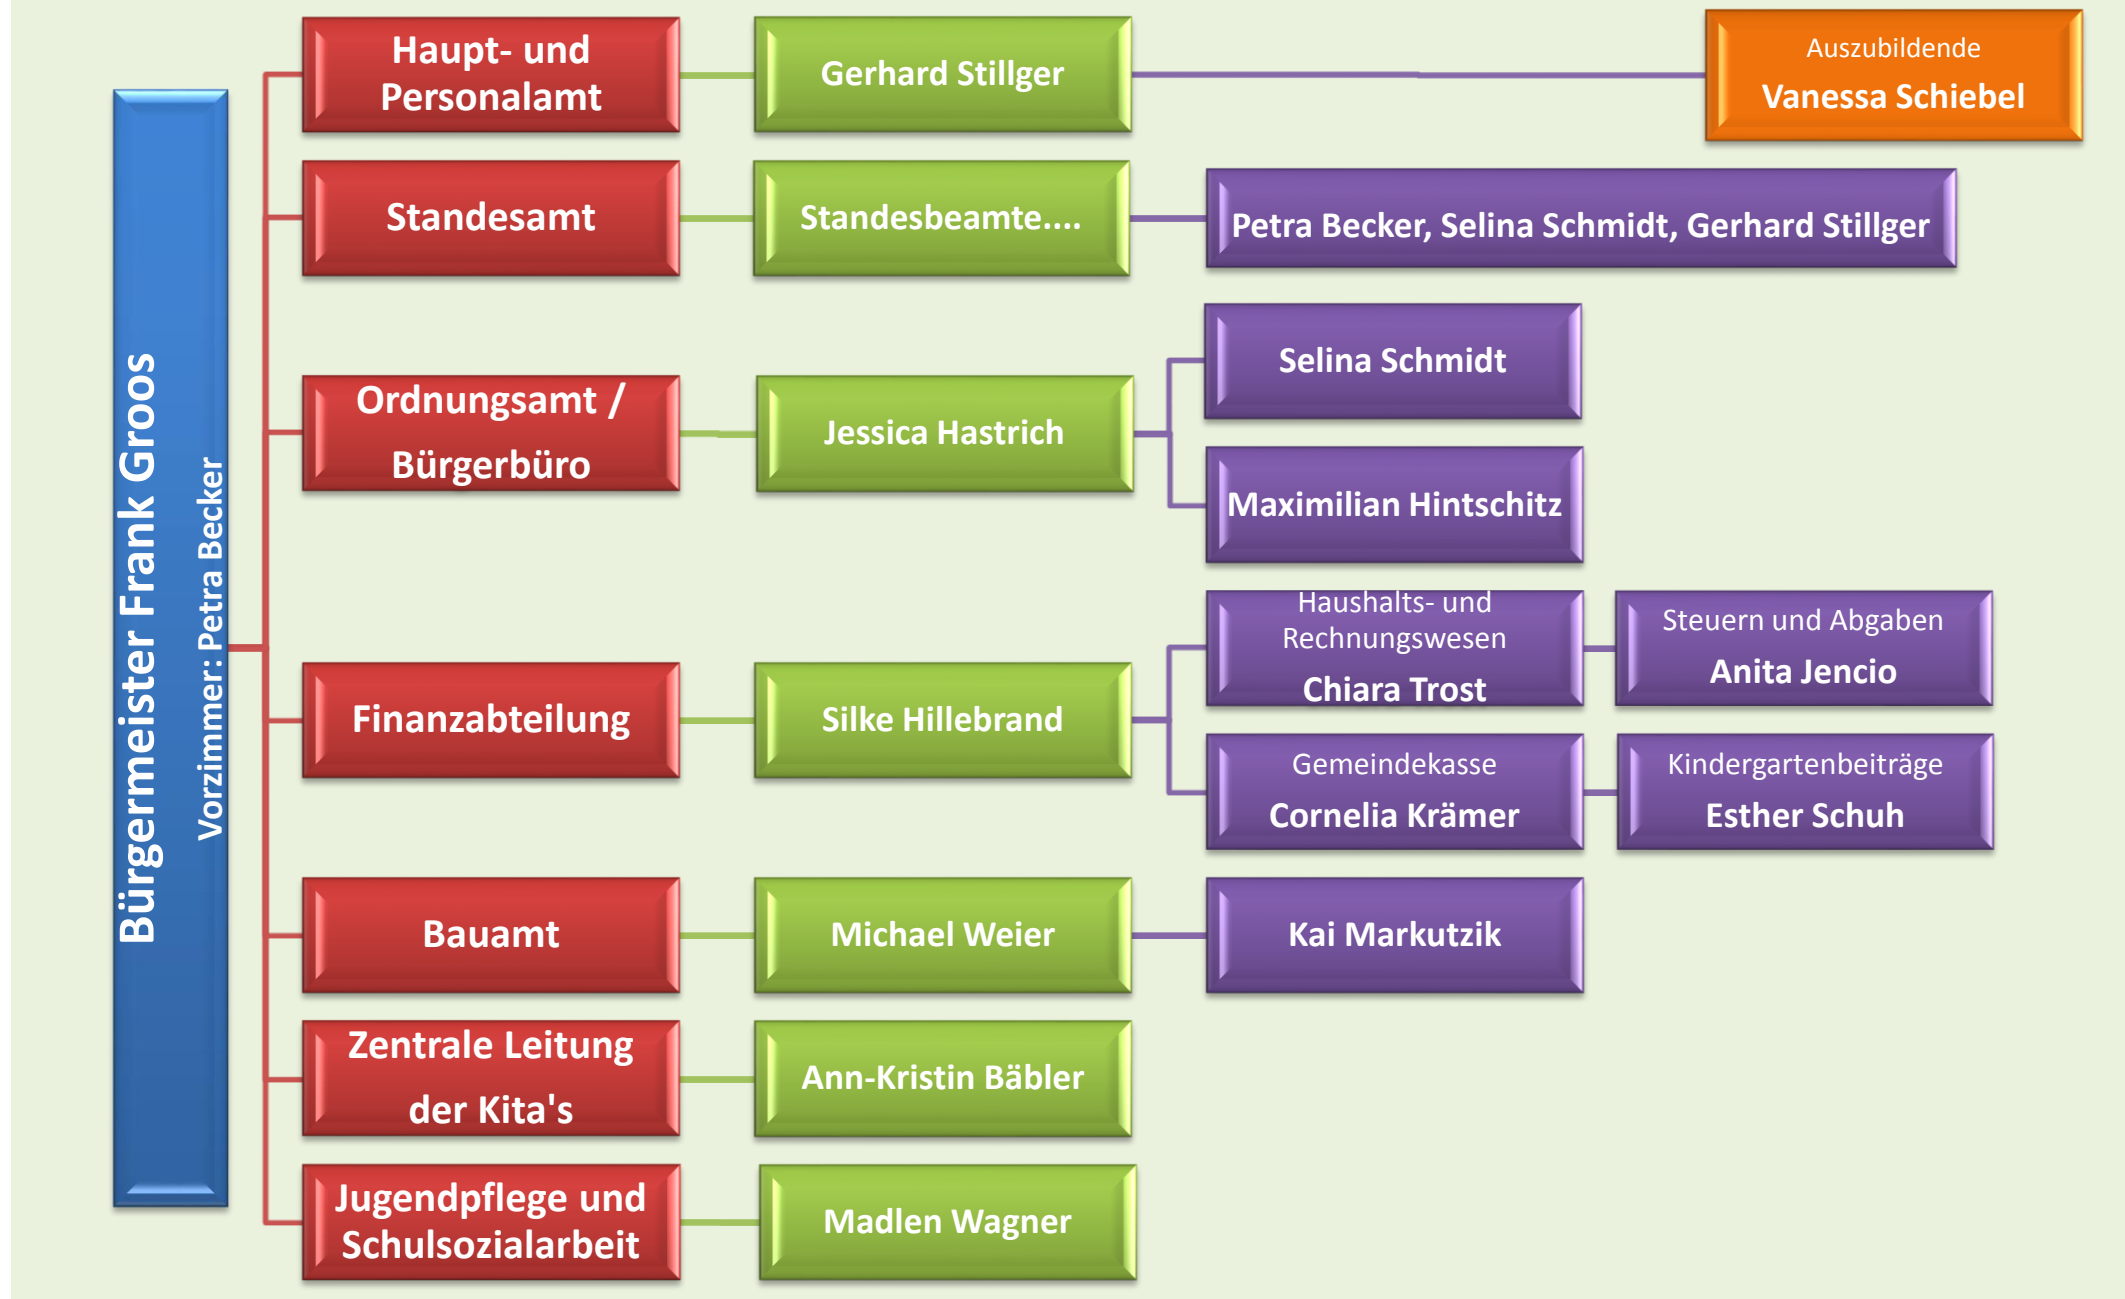 Bürgermeister Frank Groos
Vorzimmer: Petra Becker
Haupt- und
Personalamt
Gerhard Stillger
Auszubildende
Vanessa Schiebel
Standesamt
Standesbeamte....
Petra Becker, Selina Schmidt, Gerhard Stillger
Ordnungsamt /
Bürgerbüro
Jessica Hastrich
Selina Schmidt
Maximilian Hintschitz
Finanzabteilung
Silke Hillebrand
Haushalts- und
Rechnungswesen
Chiara Trost
Steuern und Abgaben
Anita Jencio
Gemeindekasse
Cornelia Krämer
Kindergartenbeiträge
Esther Schuh
Bauamt
Michael Weier
Kai Markutzik
Zentrale Leitung
der Kita's
Ann-Kristin Bäbler
Jugendpflege und
Schulsozialarbeit
Madlen Wagner